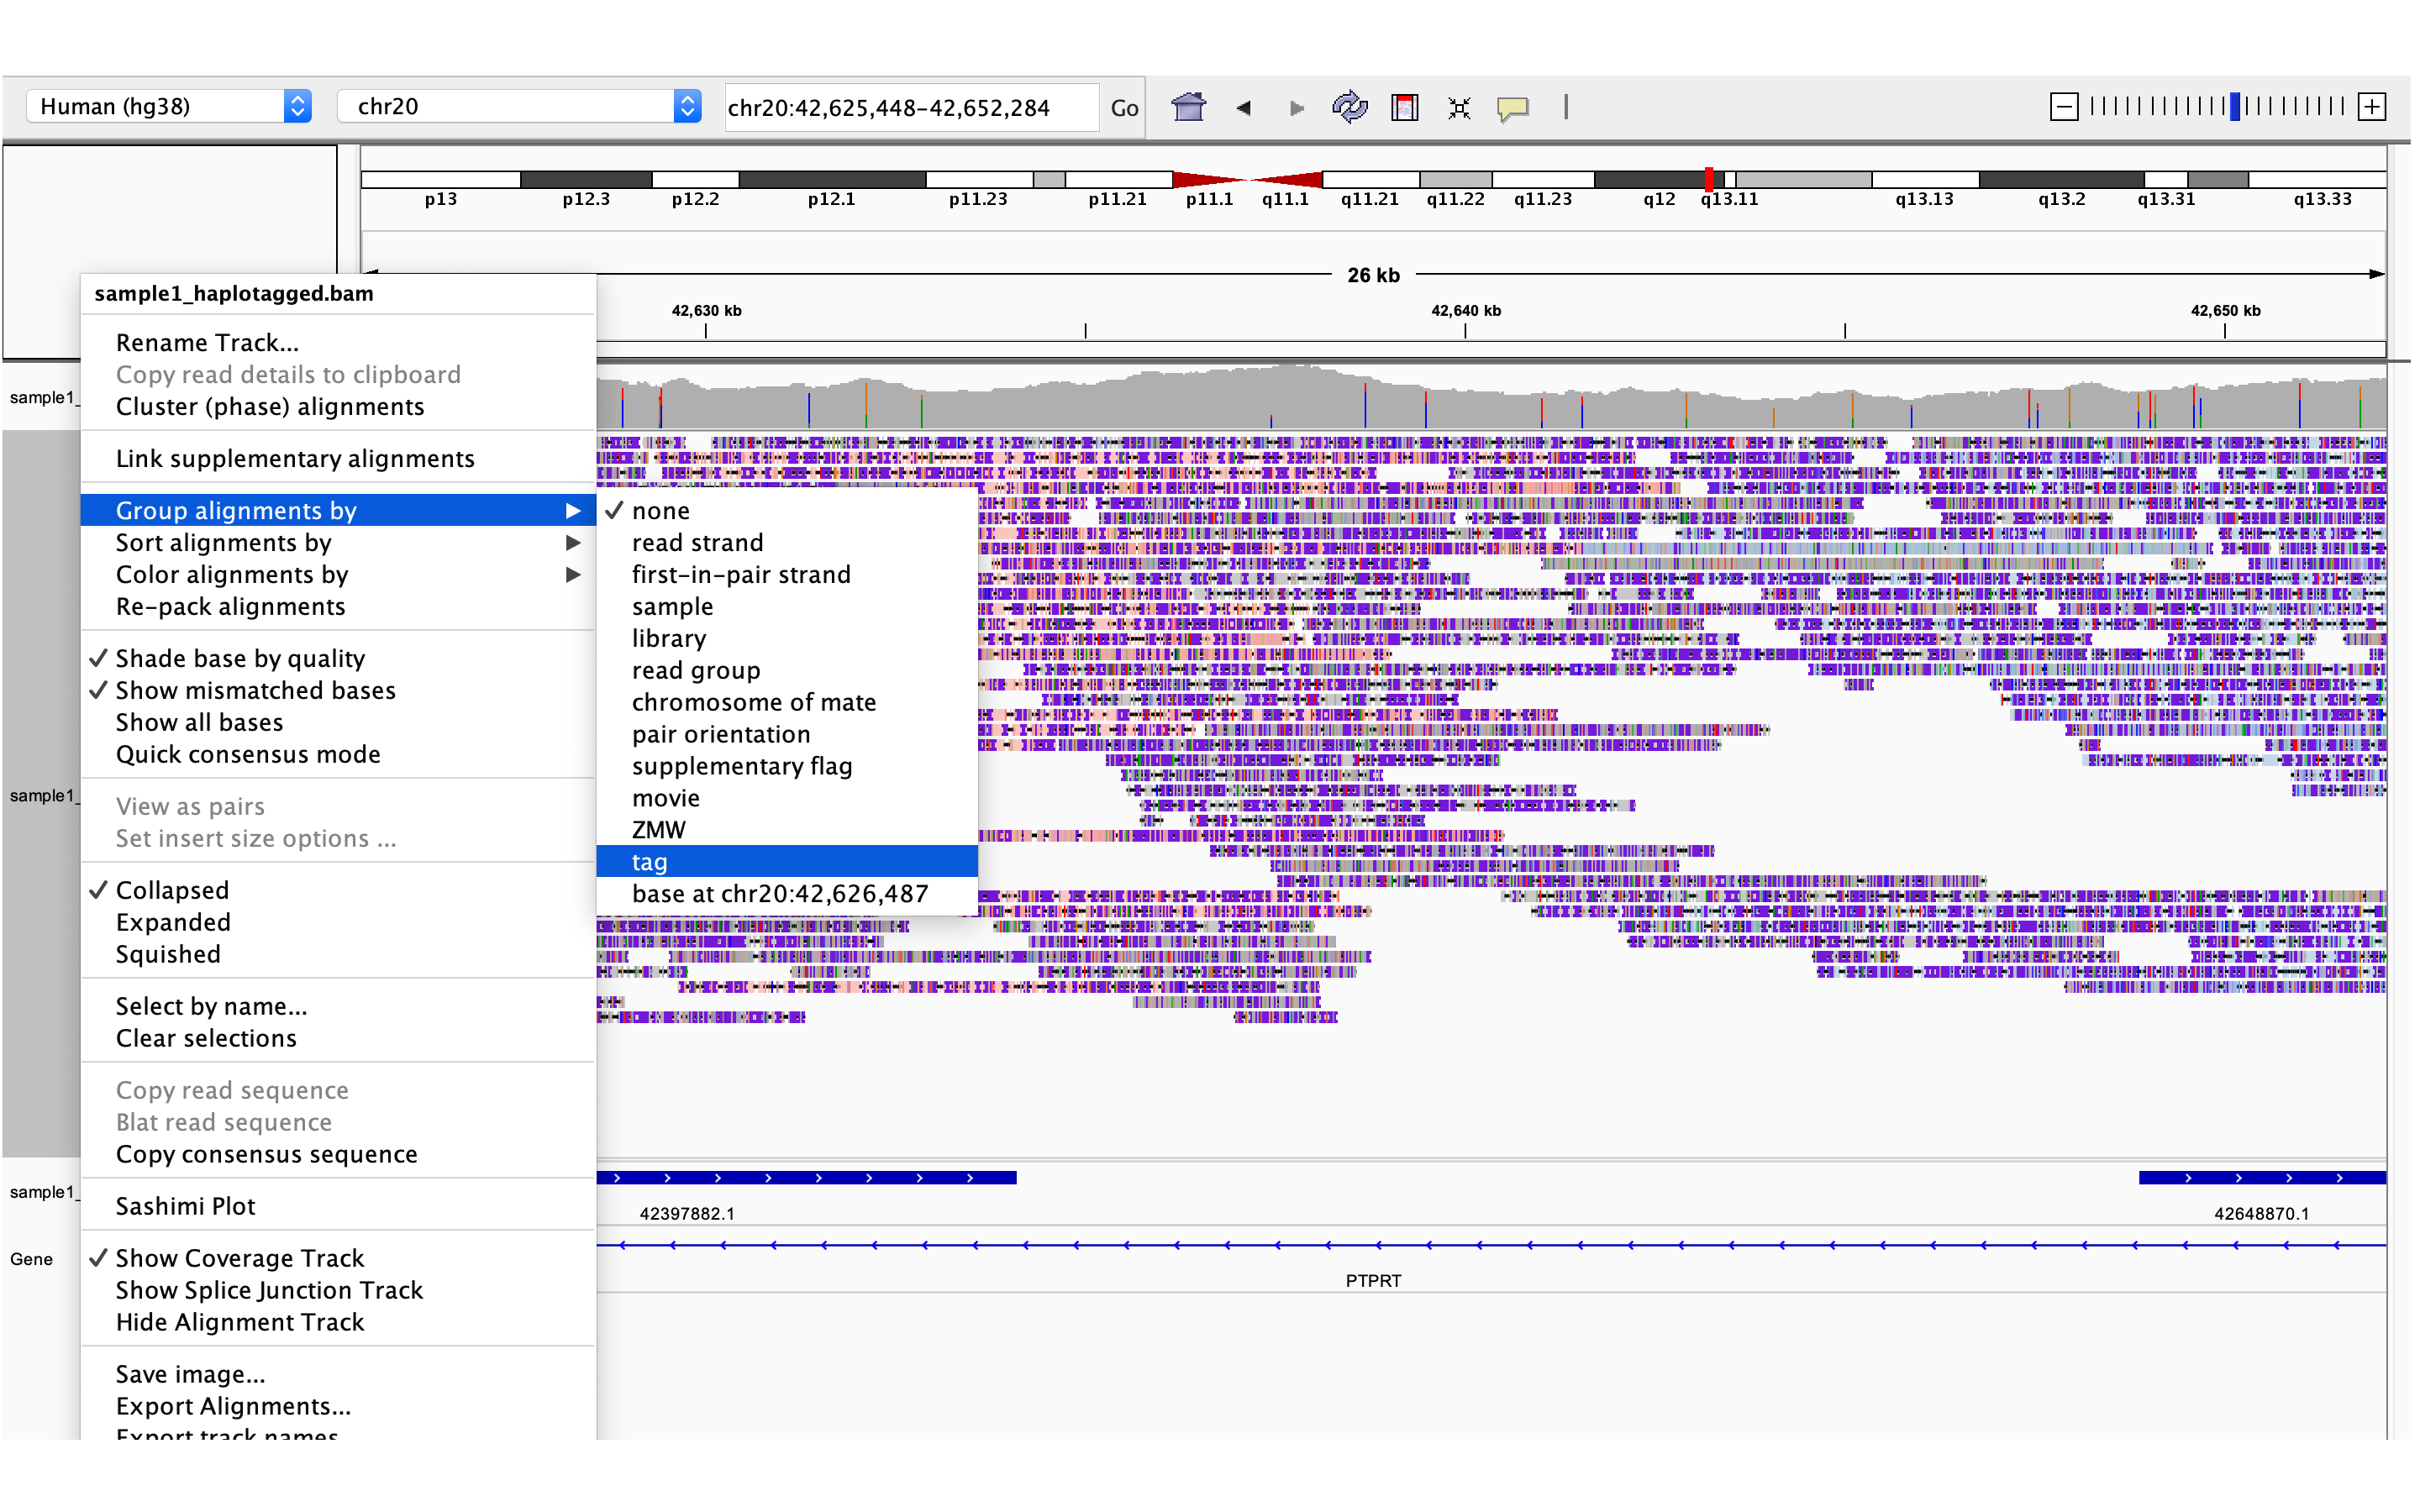 Human (hg38) chr20 chr20:42,625,448-42,652,284 Go
p13 p12.3 p12.2 p12.1 p11.23 p11.21 p11.1 q11.1 q11.21 q11.22 q11.23 q12 q13.11 q13.13 q13.2 q13.31 q13.33
26 kb
42,630 kb 42,640 kb 42,650 kb
sample1_
sample1_
sample1_
Gene
sample1_haplotagged.bam
Rename Track...
Copy read details to clipboard
Cluster (phase) alignments
Link supplementary alignments
Group alignments by
Sort alignments by
Color alignments by
Re-pack alignments
Shade base by quality
Show mismatched bases
Show all bases
Quick consensus mode
View as pairs
Set insert size options ...
Collapsed
Expanded
Squished
Select by name...
Clear selections
Copy read sequence
Blat read sequence
Copy consensus sequence
Sashimi Plot
Show Coverage Track
Show Splice Junction Track
Hide Alignment Track
Save image...
Export Alignments...
Export track names
none
read strand
first-in-pair strand
sample
library
read group
chromosome of mate
pair orientation
supplementary flag
movie
ZMW
tag
base at chr20:42,626,487
42397882.1 42648870.1
PTPRT